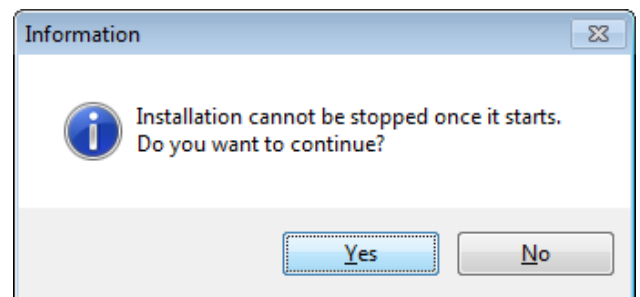 Information
Installation cannot be stopped once it starts.
Do you want to continue?
Yes
No